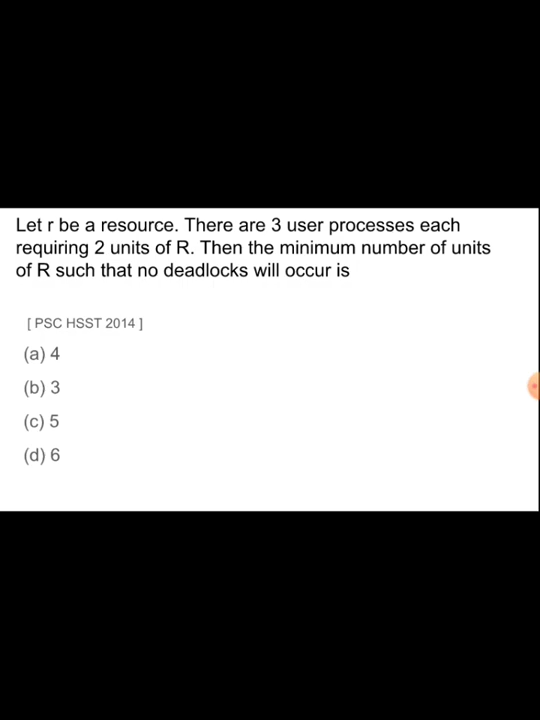 Let r be a resource. There are 3 user processes each
requiring 2 units of R. Then the minimum number of units
of R such that no deadlocks will occur is
[ PSC HSST 2014 ]
(a) 4
(b) 3
(c) 5
(d) 6